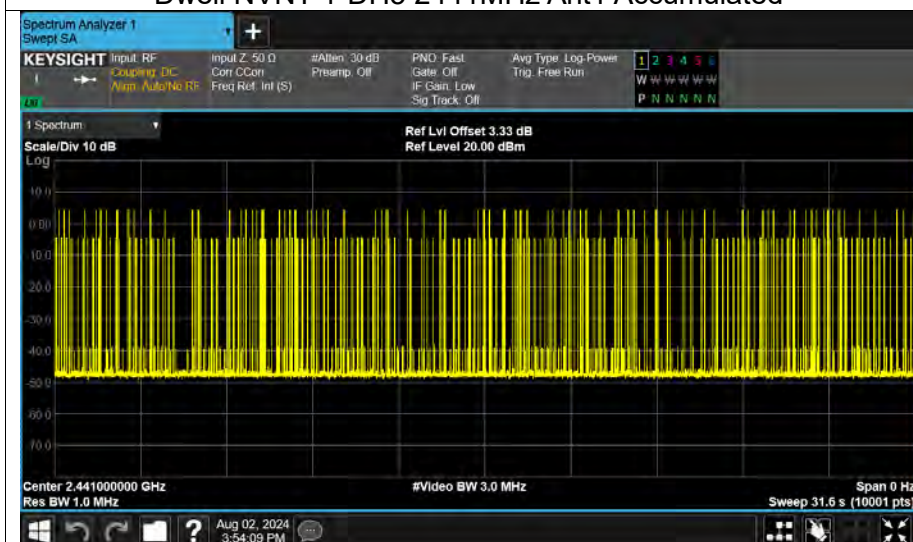 Dwell NVNT 1-DH5 2441MHz Ant1 Accumulated
Spectrum Analyzer 1
Swept SA
+
KEYSIGHT Input: RF Input Z: 50 Ω #Atten: 30 dB PNO: Fast Avg Type: Log-Power 1 2 3 4 5 6
Coupling: DC Corr CCorr Preamp: Off Gate: Off Trig: Free Run W W W W W W
Align: Auto/No RF Freq Ref: Int (S) IF Gain: Low
Sig Track: Off P N N N N N
1 Spectrum
Ref Lvl Offset 3.33 dB
Scale/Div 10 dB Ref Level 20.00 dBm
Log
10.0
0.00
-10.0
-20.0
-30.0
-40.0
-50.0
-60.0
-70.0
Center 2.441000000 GHz #Video BW 3.0 MHz Span 0 Hz
Res BW 1.0 MHz Sweep 31.6 s (10001 pts)
? Aug 02, 2024
3:54:09 PM